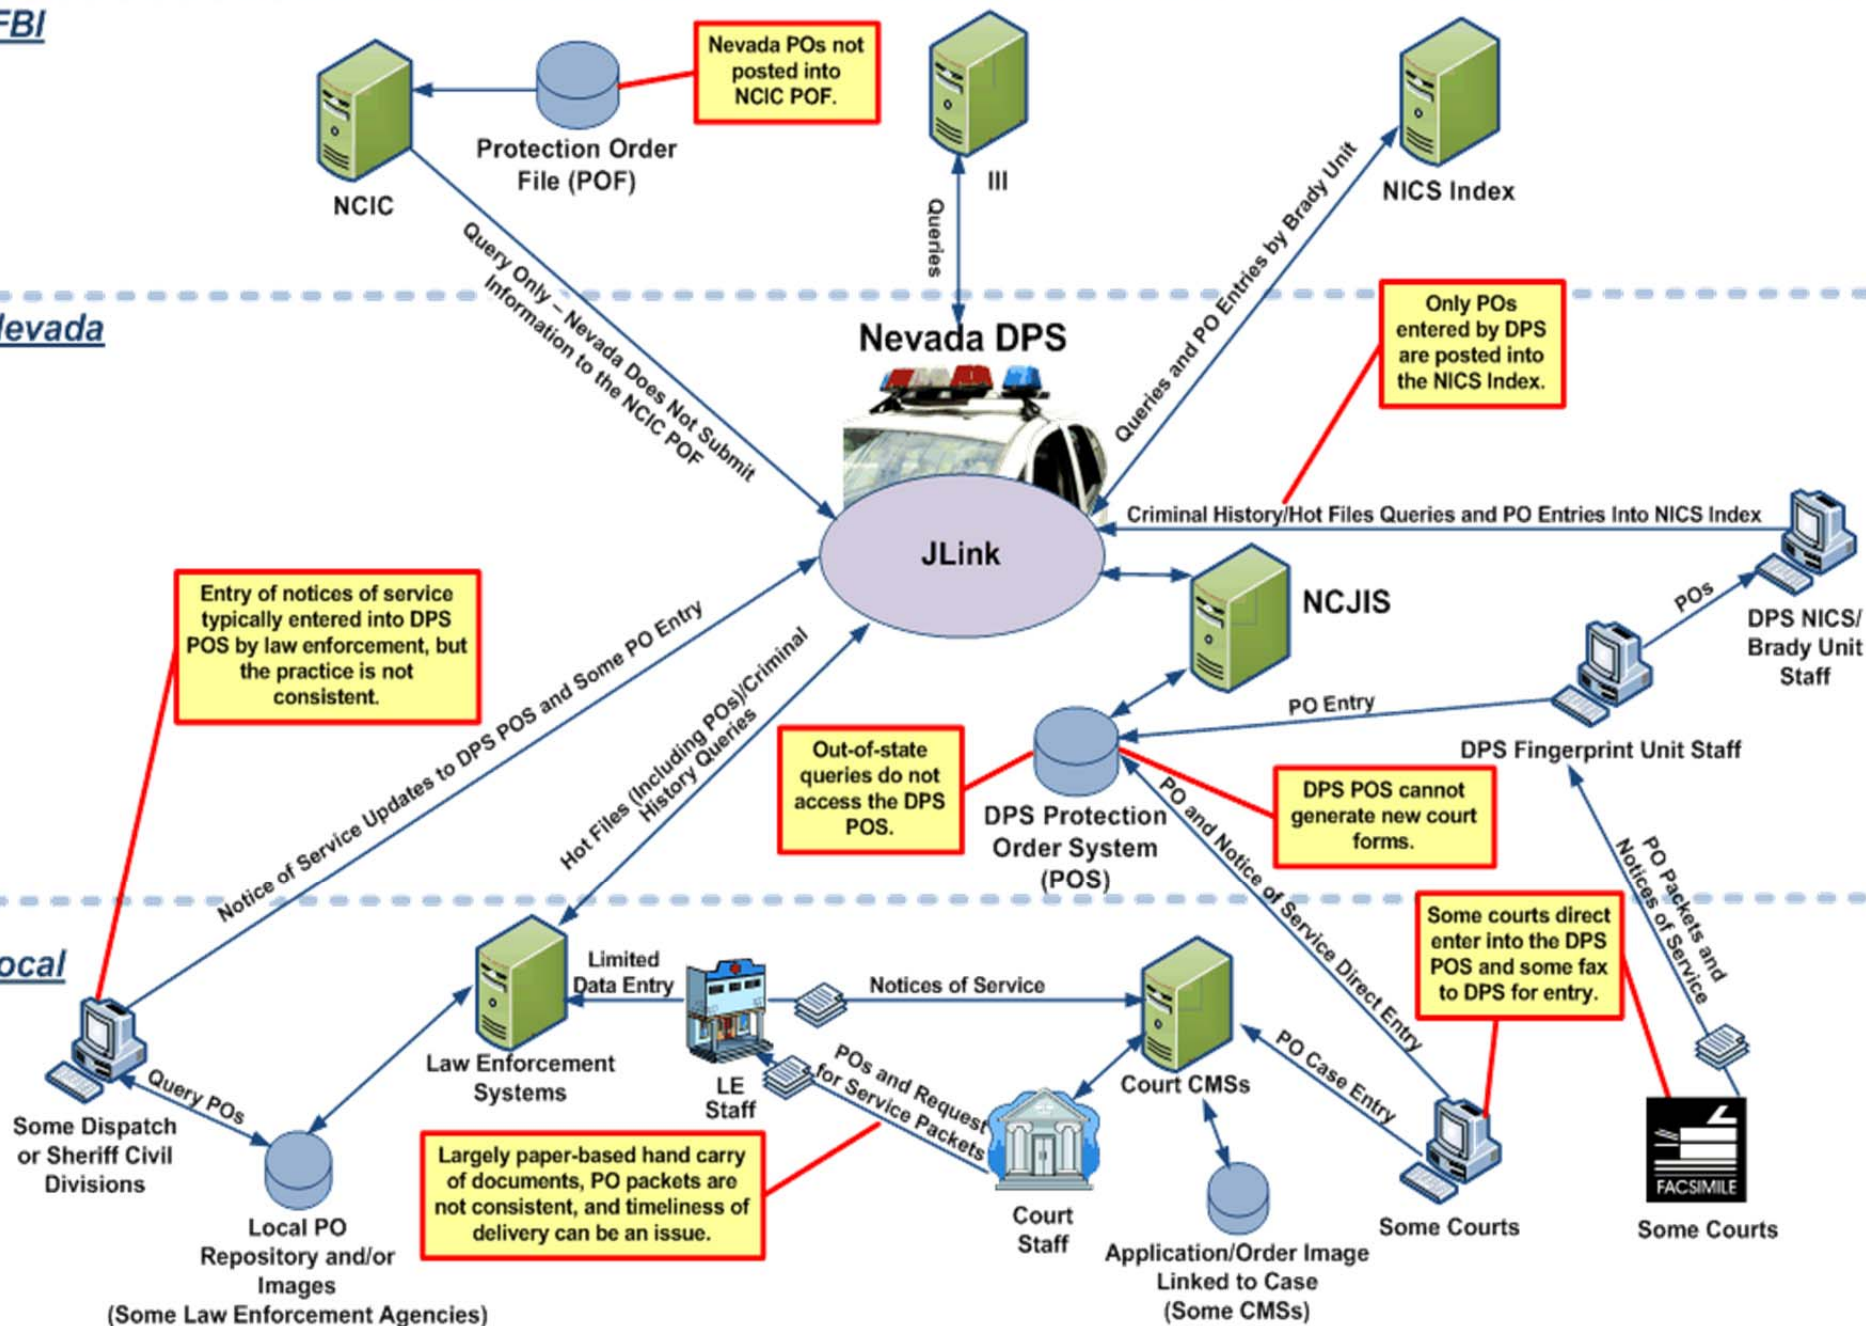 FBI
Nevada POs not
posted into
NCIC POF.
Protection Order
File (POF)
NCIC
III
NICS Index
Queries
Query Only – Nevada Does Not Submit
Information to the NCIC POF
Queries and PO Entries by Brady Unit
levada
Nevada DPS
Only POs
entered by DPS
are posted into
the NICS Index.
JLink
Criminal History/Hot Files Queries and PO Entries Into NICS Index
NCJIS
POs
DPS NICS/
Brady Unit
Staff
Entry of notices of service
typically entered into DPS
POS by law enforcement, but
the practice is not
consistent.
Notice of Service Updates to DPS POS and Some PO Entry
Hot Files (Including POs)/Criminal
History Queries
PO Entry
DPS Fingerprint Unit Staff
Out-of-state
queries do not
access the DPS
POS.
DPS Protection
Order System
(POS)
DPS POS cannot
generate new court
forms.
PO and Notice of Service Direct Entry
PO Packets and
Notices of Service
ocal
Some courts direct
enter into the DPS
POS and some fax
to DPS for entry.
Limited
Data Entry
Notices of Service
Law Enforcement
Systems
LE
Staff
POs and Request
for Service Packets
Court CMSs
PO Case Entry
Query POs
Some Dispatch
or Sheriff Civil
Divisions
Largely paper-based hand carry
of documents, PO packets are
not consistent, and timeliness of
delivery can be an issue.
Local PO
Repository and/or
Images
(Some Law Enforcement Agencies)
Court
Staff
Application/Order Image
Linked to Case
(Some CMSs)
Some Courts
FACSIMILE
Some Courts